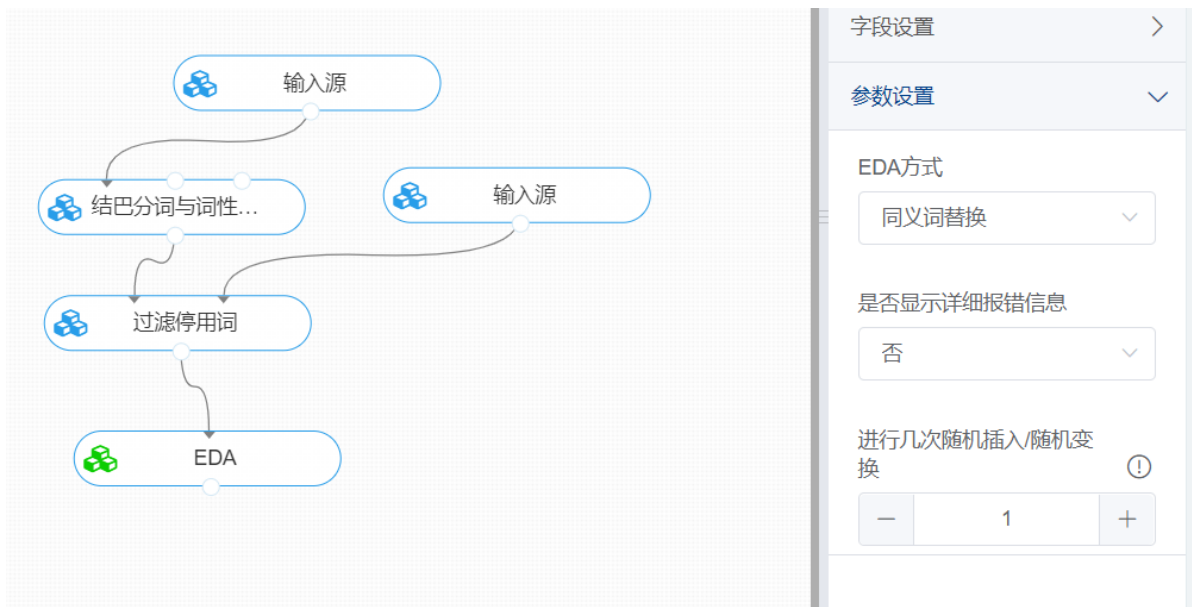 输入源
结巴分词与词性...
输入源
过滤停用词
EDA
字段设置
参数设置
EDA方式
同义词替换
是否显示详细报错信息
否
进行几次随机插入/随机变
换
1